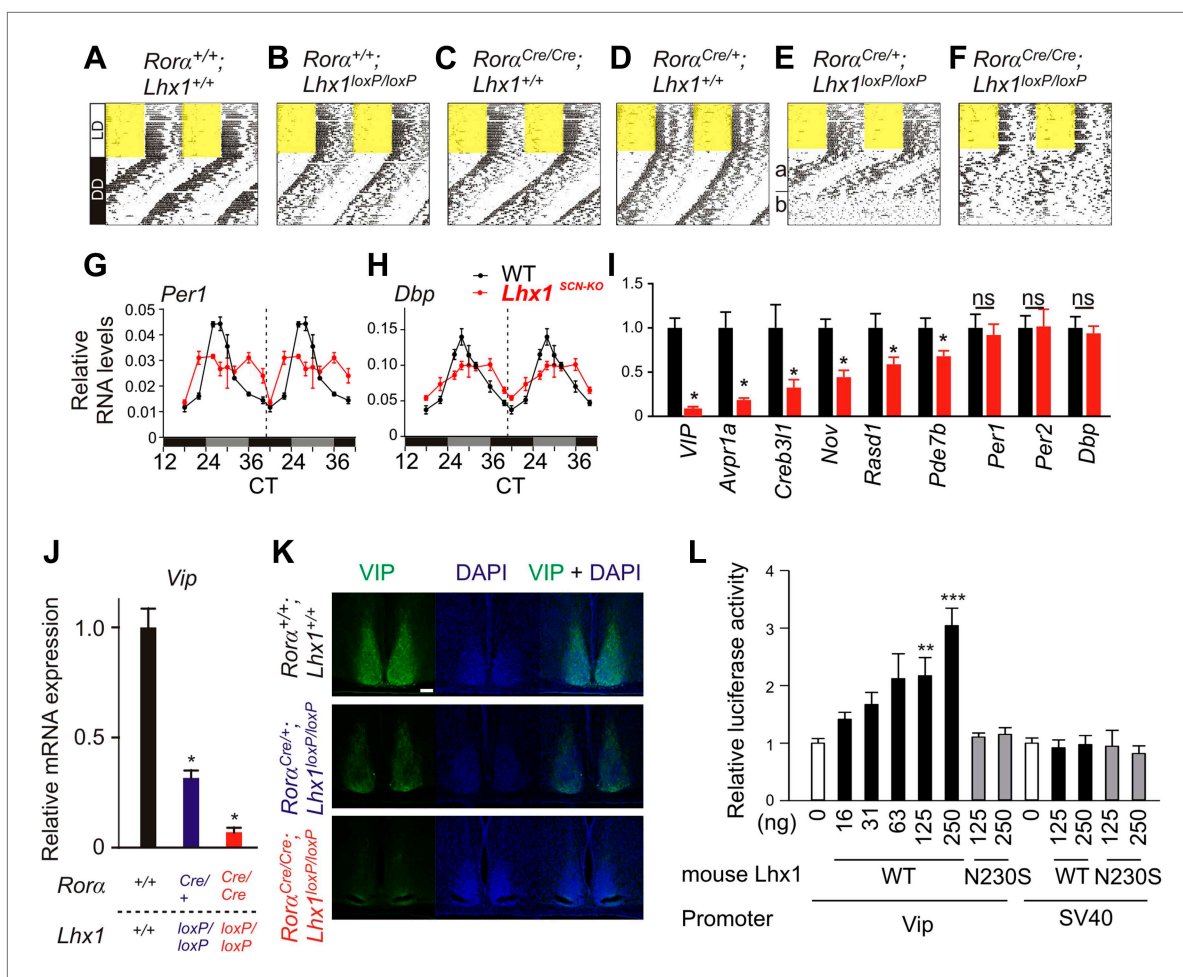 A Rorα+/+; Lhx1+/+
B Rorα+/+; Lhx1loxP/loxP
C RorαCre/Cre; Lhx1+/+
D RorαCre/+; Lhx1+/+
E RorαCre/+; Lhx1loxP/loxP
F RorαCre/Cre; Lhx1loxP/loxP
LD
DD
a
b
G
Per1
Relative RNA levels
0.05
0.04
0.03
0.02
0.01
0
12 24 36 24 36
CT
H
Dbp
WT
Lhx1 SCN-KO
0.15
0.10
0.05
0
12 24 36 24 36
CT
I
1.5
1.0
0.5
0
* * * * * * ns ns ns
VIP Avpr1a Creb3l1 Nov Rasd1 Pde7b Per1 Per2 Dbp
J
Vip
Relative mRNA expression
1.0
0.5
0
* *
Rorα +/+ Cre/+ Cre/Cre
Lhx1 +/+ loxP/loxP loxP/loxP
K
VIP DAPI VIP + DAPI
Rorα+/+; Lhx1+/+
RorαCre/+; Lhx1loxP/loxP
RorαCre/Cre; Lhx1loxP/loxP
L
Relative luciferase activity
4
3
2
1
0
** ***
(ng) 0 16 31 63 125 250 125 250 0 125 250 125 250
mouse Lhx1 WT N230S WT N230S
Promoter Vip SV40